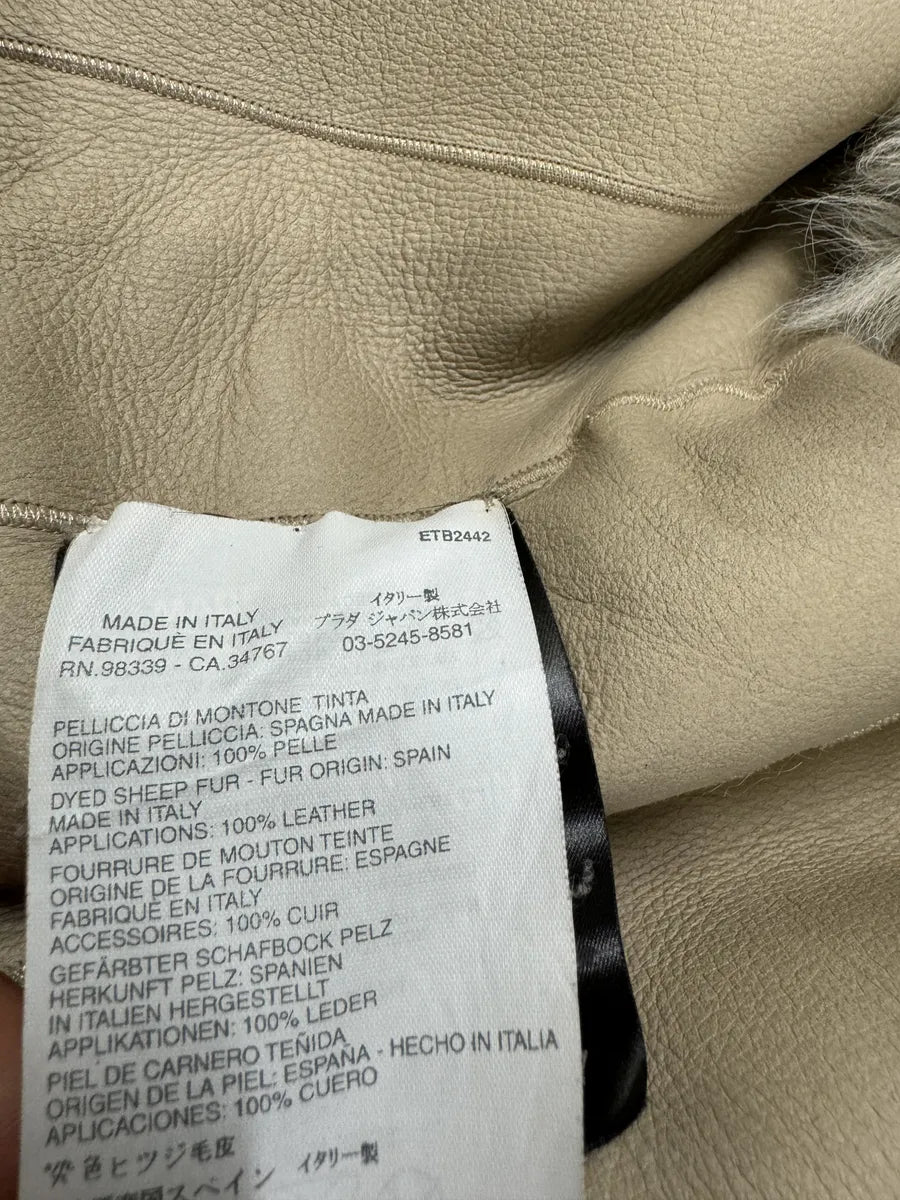 ETB2442
MADE IN ITALY
FABRIQUÈ EN ITALY
RN.98339 - CA.34767
イタリー製
プラダ ジャパン株式会社
03-5245-8581
PELLICCIA DI MONTONE TINTA
ORIGINE PELLICCIA: SPAGNA MADE IN ITALY
APPLICAZIONI: 100% PELLE
DYED SHEEP FUR - FUR ORIGIN: SPAIN
MADE IN ITALY
APPLICATIONS: 100% LEATHER
FOURRURE DE MOUTON TEINTE
ORIGINE DE LA FOURRURE: ESPAGNE
FABRIQUÈ EN ITALY
ACCESSOIRES: 100% CUIR
GEFÄRBTER SCHAFBOCK PELZ
HERKUNFT PELZ: SPANIEN
IN ITALIEN HERGESTELLT
APPLIKATIONEN: 100% LEDER
PIEL DE CARNERO TEÑIDA
ORIGEN DE LA PIEL: ESPAÑA - HECHO IN ITALIA
APLICACIONES: 100% CUERO
染色ヒツジ毛皮 イタリー製
スペイン